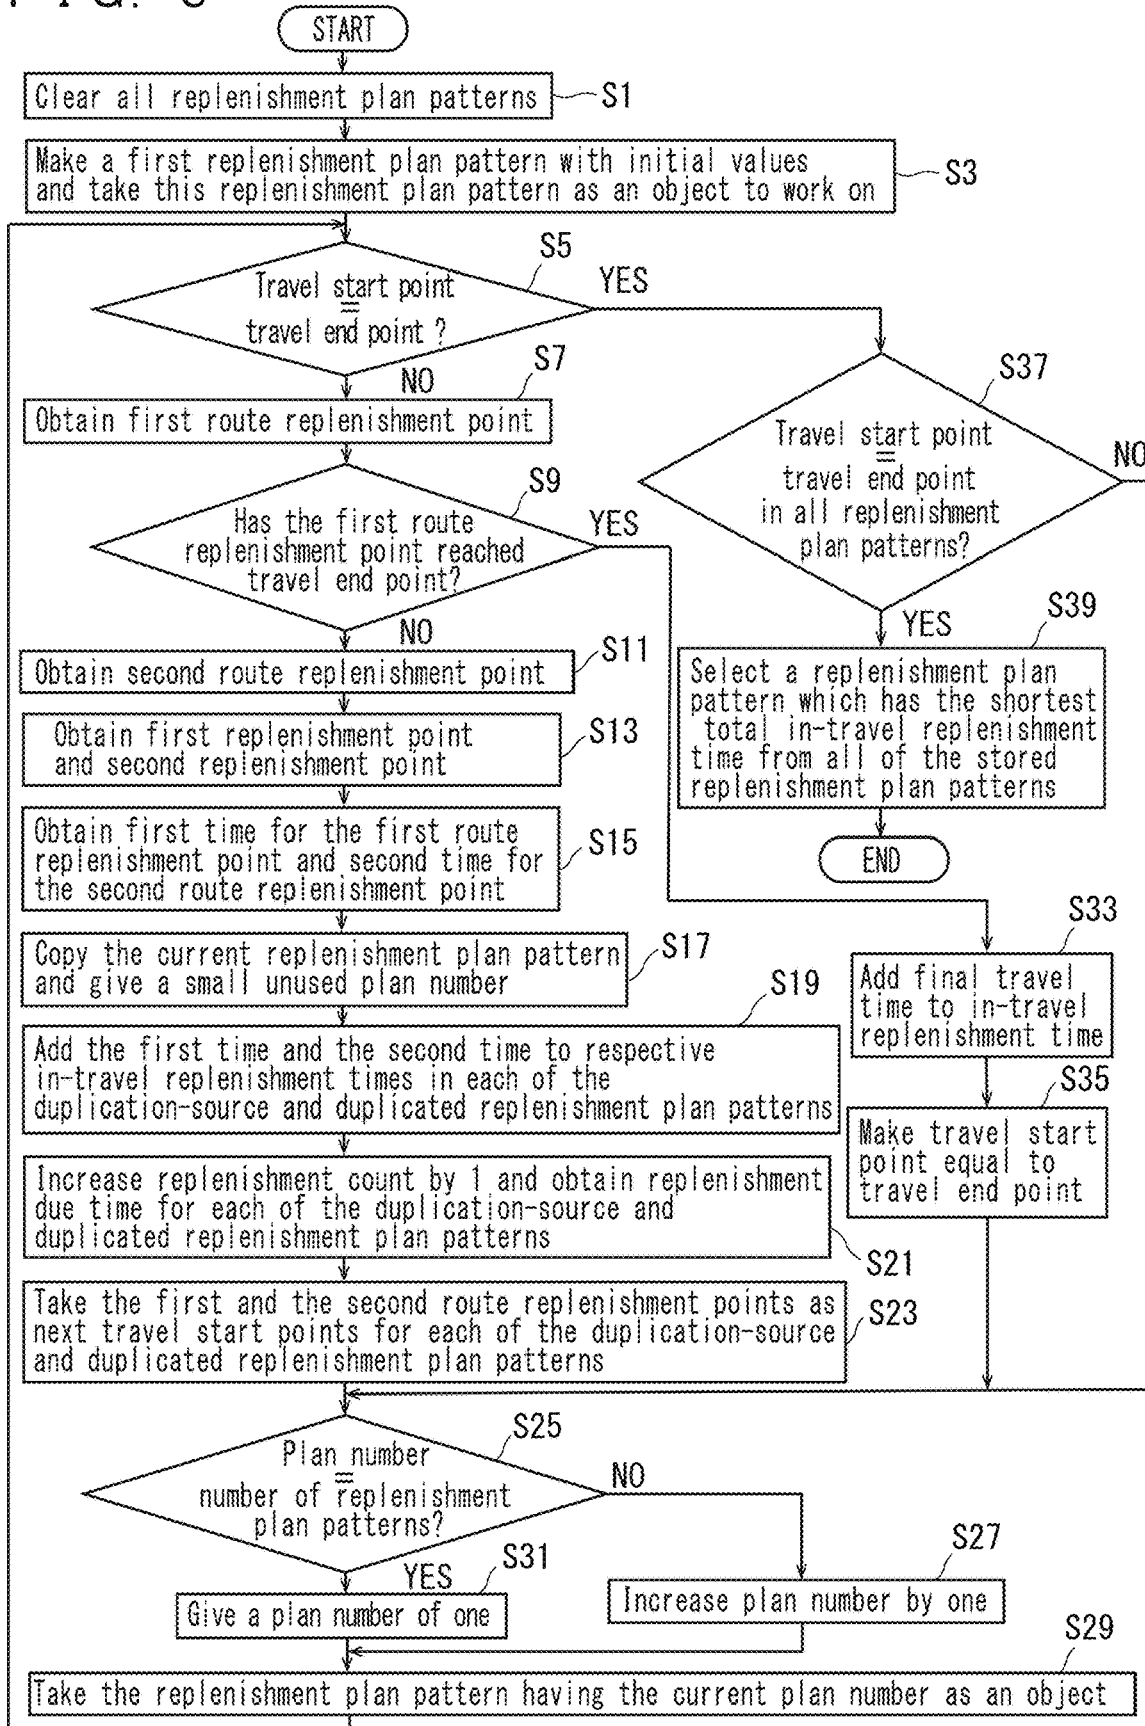 START
Clear all replenishment plan patterns
S1
Make a first replenishment plan pattern with initial values
and take this replenishment plan pattern as an object to work on
S3
S5
Travel start point
=
travel end point ?
YES
NO
S7
Obtain first route replenishment point
S37
Travel start point
=
travel end point
in all replenishment
plan patterns?
NO
YES
S9
Has the first route
replenishment point reached
travel end point?
YES
NO
S39
Select a replenishment plan
pattern which has the shortest
total in-travel replenishment
time from all of the stored
replenishment plan patterns
END
S11
Obtain second route replenishment point
S13
Obtain first replenishment point
and second replenishment point
S15
Obtain first time for the first route
replenishment point and second time for
the second route replenishment point
S17
Copy the current replenishment plan pattern
and give a small unused plan number
S33
Add final travel
time to in-travel
replenishment time
S19
Add the first time and the second time to respective
in-travel replenishment times in each of the
duplication-source and duplicated replenishment plan patterns
S35
Make travel start
point equal to
travel end point
Increase replenishment count by 1 and obtain replenishment
due time for each of the duplication-source and
duplicated replenishment plan patterns
S21
Take the first and the second route replenishment points as
next travel start points for each of the duplication-source
and duplicated replenishment plan patterns
S23
S25
Plan number
=
number of replenishment
plan patterns?
NO
YES
S31
Give a plan number of one
S27
Increase plan number by one
S29
Take the replenishment plan pattern having the current plan number as an object